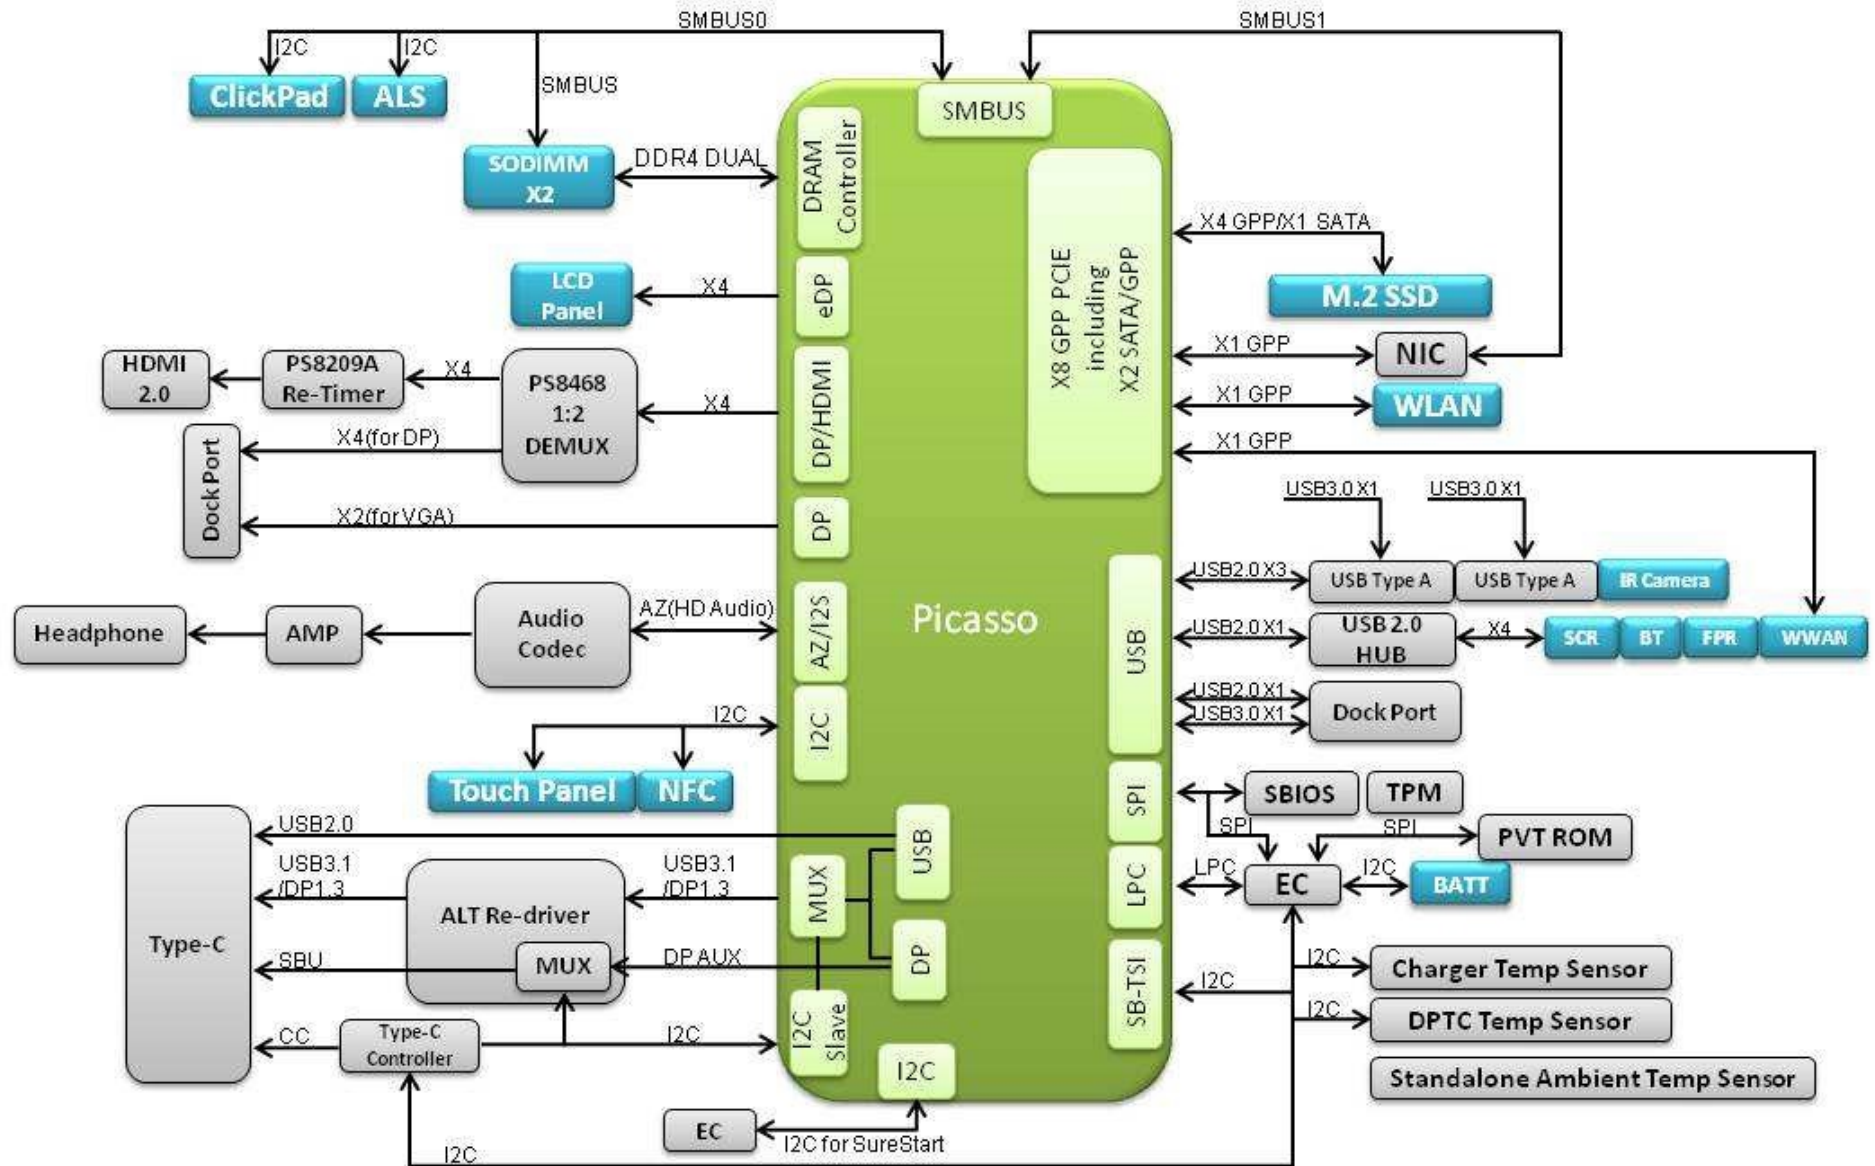 SMBUS0
SMBUS1
I2C
I2C
SMBUS
ClickPad
ALS
SMBUS
SODIMM
X2
DDR4 DUAL
DRAM
Controller
X8 GPP PCIE
including
X2 SATA/GPP
X4 GPP/X1 SATA
M.2 SSD
LCD
Panel
X4
eDP
X1 GPP
NIC
HDMI
2.0
PS8209A
Re-Timer
X4
PS8468
1:2
DEMUX
X4
DP/HDMI
X1 GPP
WLAN
X1 GPP
Dock Port
X4(for DP)
X2(for VGA)
DP
USB3.0 X1
USB3.0 X1
USB2.0 X3
USB Type A
USB Type A
IR Camera
Headphone
AMP
Audio
Codec
AZ(HD Audio)
AZ/I2S
Picasso
USB
USB2.0 X1
USB 2.0
HUB
X4
SCR
BT
FPR
WWAN
USB2.0 X1
USB3.0 X1
Dock Port
I2C
I2C
Touch Panel
NFC
SPI
SBIOS
TPM
SPI
SPI
PVT ROM
LPC
LPC
EC
I2C
BATT
Type-C
USB2.0
USB3.1
/DP1.3
ALT Re-driver
USB3.1
/DP1.3
MUX
USB
SBU
MUX
DP AUX
DP
CC
Type-C
Controller
I2C
I2C
Slave
SB-TSI
I2C
I2C
Charger Temp Sensor
I2C
DPTC Temp Sensor
Standalone Ambient Temp Sensor
I2C
EC
I2C for SureStart
I2C